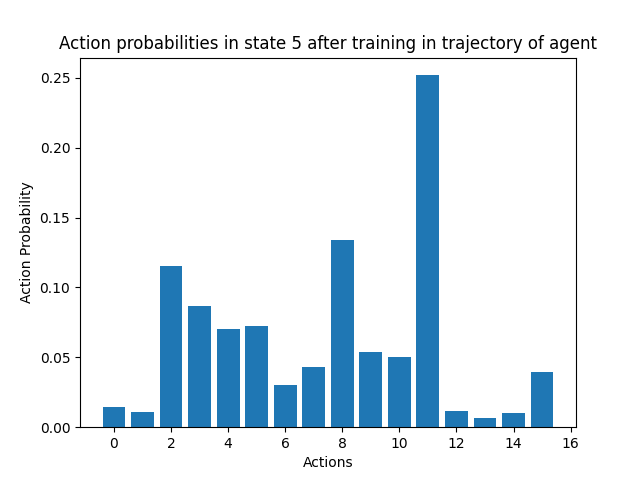 Action probabilities in state 5 after training in trajectory of agent
0.25
0.20
0.15
0.10
0.05
0.00
Action Probability
0 2 4 6 8 10 12 14 16
Actions